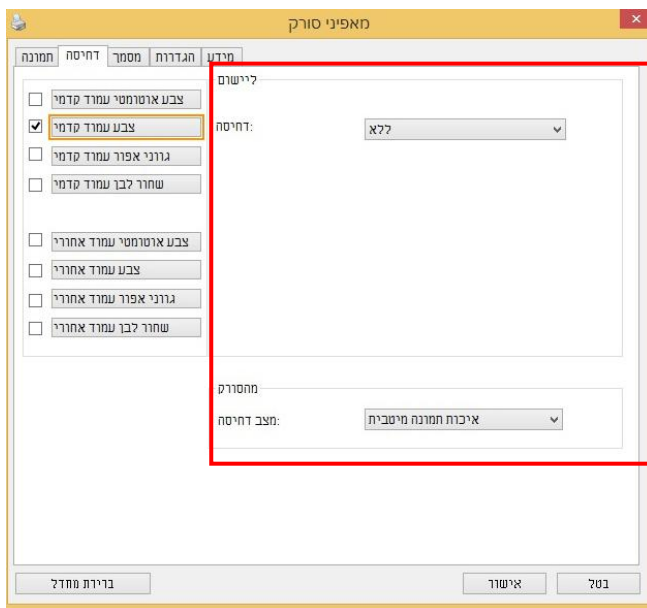 מאפיני סורק
תמונה דחיסה מסמך הגדרות מידע
צבע אוטומטי עמוד קדמי
צבע עמוד קדמי
גווני אפור עמוד קדמי
שחור לבן עמוד קדמי
צבע אוטומטי עמוד אחורי
צבע עמוד אחורי
גווני אפור עמוד אחורי
שחור לבן עמוד אחורי
ליישום
דחיסה:
ללא
מהסורק
מצב דחיסה:
איכות תמונה מיטבית
ברירת מחדל
אישור
בטל